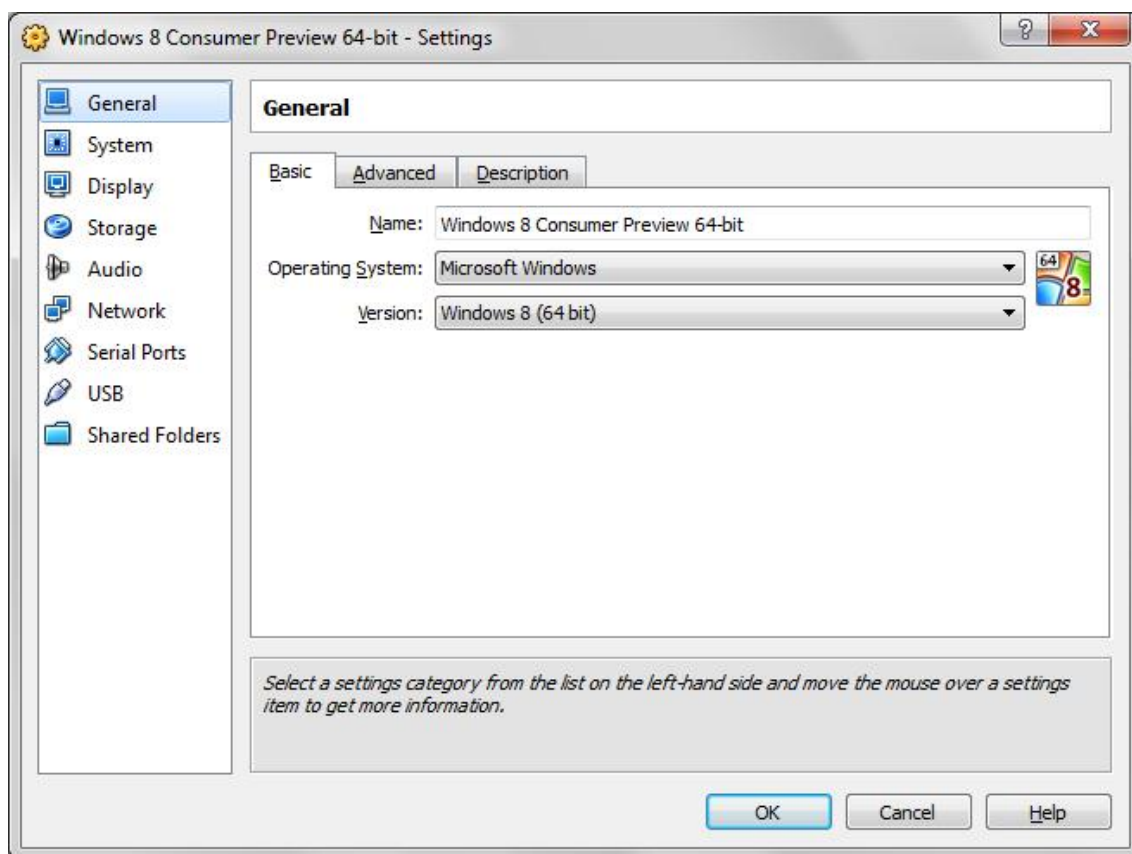 Windows 8 Consumer Preview 64-bit - Settings
?
General
System
Display
Storage
Audio
Network
Serial Ports
USB
Shared Folders
General
Basic Advanced Description
Name: Windows 8 Consumer Preview 64-bit
Operating System: Microsoft Windows
64
8
Version: Windows 8 (64 bit)
Select a settings category from the list on the left-hand side and move the mouse over a settings
item to get more information.
OK Cancel Help